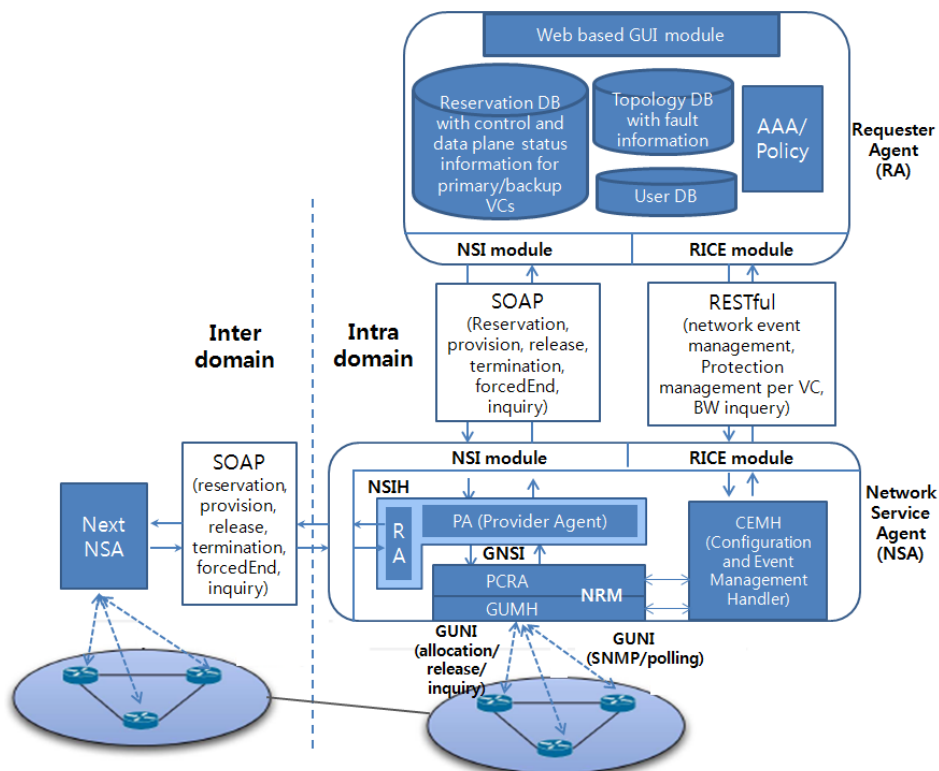 Web based GUI module
Reservation DB
with control and
data plane status
information for
primary/backup
VCs
Topology DB
with fault
information
User DB
AAA/
Policy
Requester
Agent
(RA)
NSI module
RICE module
SOAP
(Reservation,
provision, release,
termination,
forcedEnd,
inquiry)
RESTful
(network event
management,
Protection
management per VC,
BW inquery)
Inter
domain
Intra
domain
NSI module
RICE module
SOAP
(reservation,
provision,
release,
termination,
forcedEnd,
inquiry)
Next
NSA
NSIH
R
A
PA (Provider Agent)
GNSI
PCRA
NRM
GUMH
CEMH
(Configuration
and Event
Management
Handler)
Network
Service
Agent
(NSA)
GUNI
(allocation/
release/
inquiry)
GUNI
(SNMP/polling)